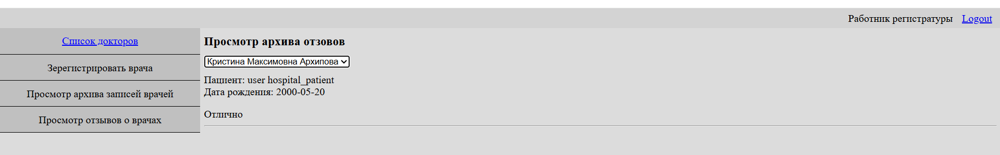 Работник регистратуры Logout
Список докторов
Зерегистрировать врача
Просмотр архива записей врачей
Просмотр отзывов о врачах
Просмотр архива отзовов
Кристина Максимовна Архипова
Пациент: user hospital_patient
Дата рождения: 2000-05-20
Отлично